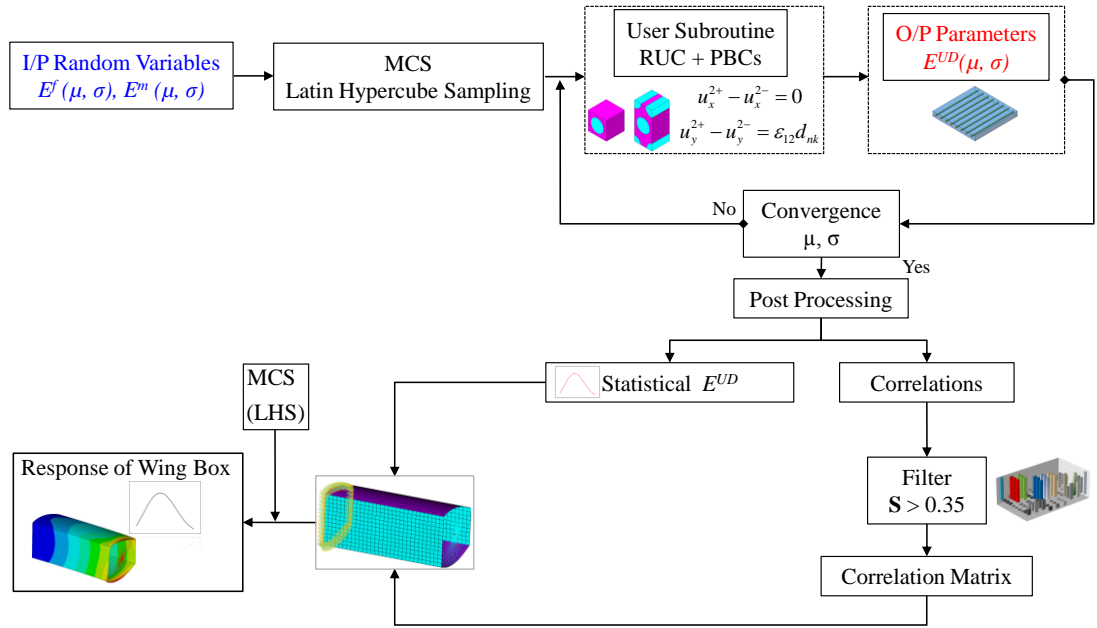 I/P Random Variables
E^f (μ, σ), E^m (μ, σ)
MCS
Latin Hypercube Sampling
User Subroutine
RUC + PBCs
u_x^{2+} − u_x^{2−} = 0
u_y^{2+} − u_y^{2−} = ε_{12} d_{nk}
O/P Parameters
E^{UD}(μ, σ)
No
Convergence
μ, σ
Yes
Post Processing
Statistical E^{UD}
Correlations
MCS
(LHS)
Response of Wing Box
Filter
S > 0.35
Correlation Matrix